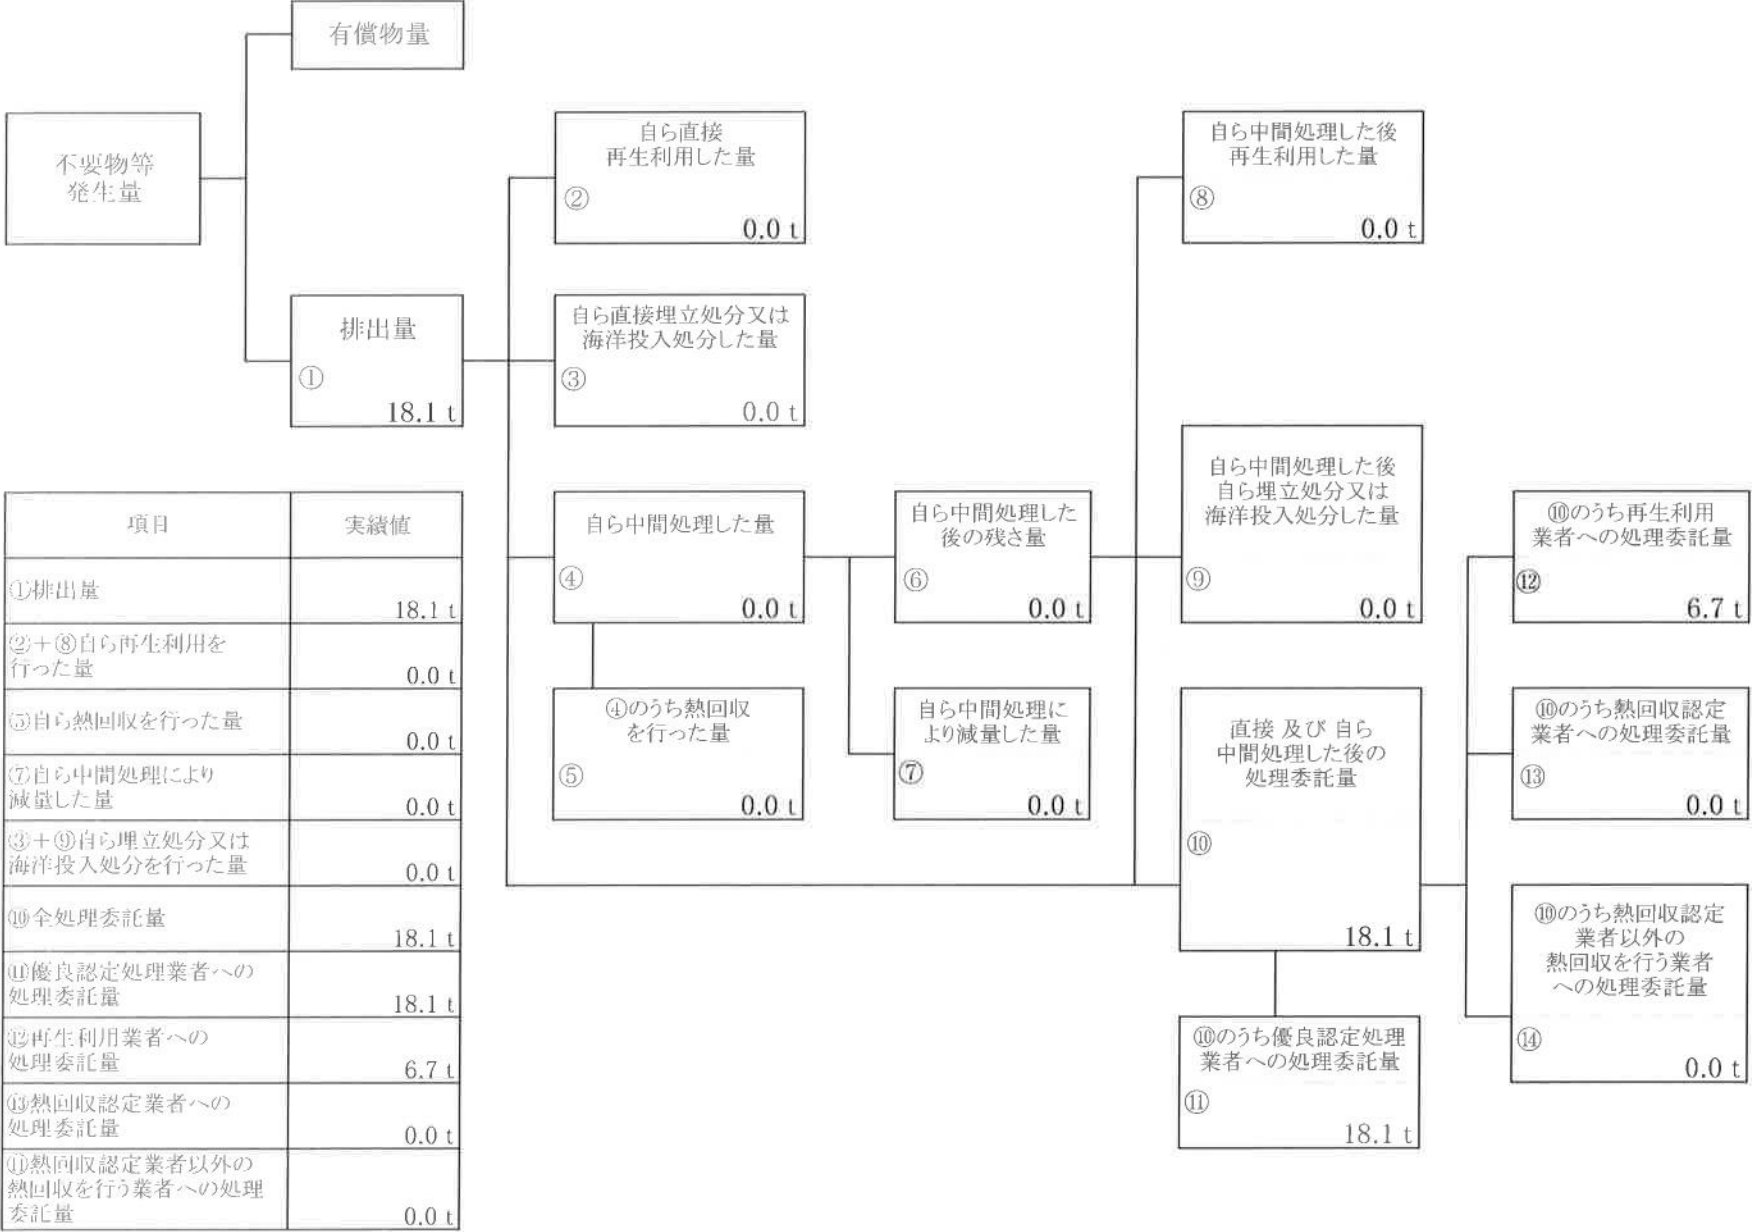 有償物量
不要物等
発生量
排出量
①
18.1 t
自ら直接
再生利用した量
②
0.0 t
自ら直接埋立処分又は
海洋投入処分した量
③
0.0 t
自ら中間処理した量
④
0.0 t
④のうち熱回収
を行った量
⑤
0.0 t
自ら中間処理した
後の残さ量
⑥
0.0 t
自ら中間処理に
より減量した量
⑦
0.0 t
自ら中間処理した後
再生利用した量
⑧
0.0 t
自ら中間処理した後
自ら埋立処分又は
海洋投入処分した量
⑨
0.0 t
直接 及び 自ら
中間処理した後の
処理委託量
⑩
18.1 t
⑩のうち優良認定処理
業者への処理委託量
⑪
18.1 t
⑩のうち再生利用
業者への処理委託量
⑫
6.7 t
⑩のうち熱回収認定
業者への処理委託量
⑬
0.0 t
⑩のうち熱回収認定
業者以外の
熱回収を行う業者
への処理委託量
⑭
0.0 t
項目 実績値
①排出量
18.1 t
②＋⑧自ら再生利用を
行った量
0.0 t
⑤自ら熱回収を行った量
0.0 t
⑦自ら中間処理により
減量した量
0.0 t
③＋⑨自ら埋立処分又は
海洋投入処分を行った量
0.0 t
⑩全処理委託量
18.1 t
⑪優良認定処理業者への
処理委託量
18.1 t
⑫再生利用業者への
処理委託量
6.7 t
⑬熱回収認定業者への
処理委託量
0.0 t
⑭熱回収認定業者以外の
熱回収を行う業者への処理
委託量
0.0 t